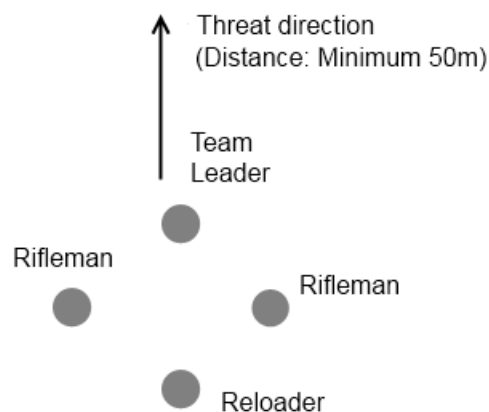 Threat direction
(Distance: Minimum 50m)
Team
Leader
Rifleman
Rifleman
Reloader